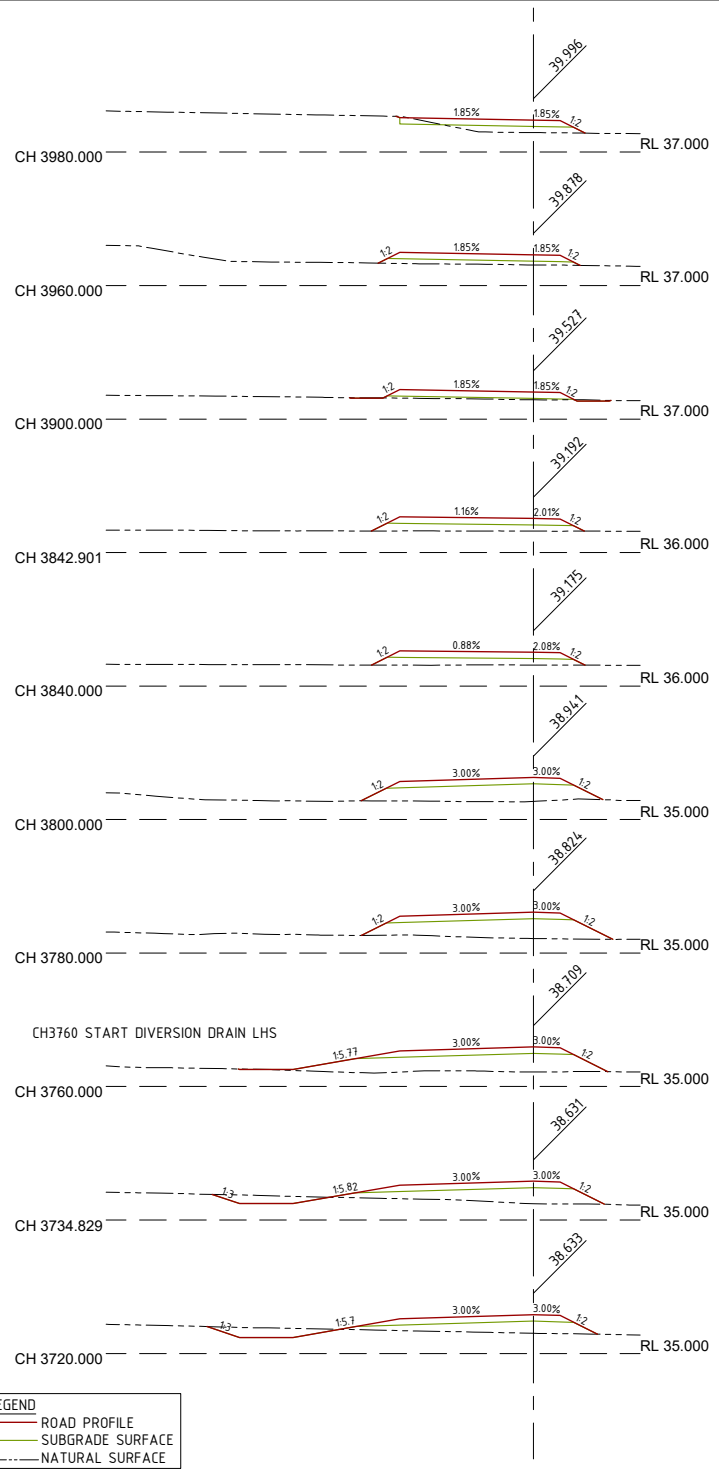 39.996
1.85% 1.85% 1:2
CH 3980.000 RL 37.000
39.878
1:2 1.85% 1.85% 1:2
CH 3960.000 RL 37.000
39.527
1:2 1.85% 1.85% 1:2
CH 3900.000 RL 37.000
39.192
1:2 1.16% 2.01% 1:2
CH 3842.901 RL 36.000
39.175
1:2 0.88% 2.08% 1:2
CH 3840.000 RL 36.000
38.941
1:2 3.00% 3.00% 1:2
CH 3800.000 RL 35.000
38.824
1:2 3.00% 3.00% 1:2
CH 3780.000 RL 35.000
38.709
CH3760 START DIVERSION DRAIN LHS
1:5.77 3.00% 3.00% 1:2
CH 3760.000 RL 35.000
38.631
1:3 1:5.82 3.00% 3.00% 1:2
CH 3734.829 RL 35.000
38.633
1:3 1:5.7 3.00% 3.00% 1:2
CH 3720.000 RL 35.000
EGEND
ROAD PROFILE
SUBGRADE SURFACE
NATURAL SURFACE